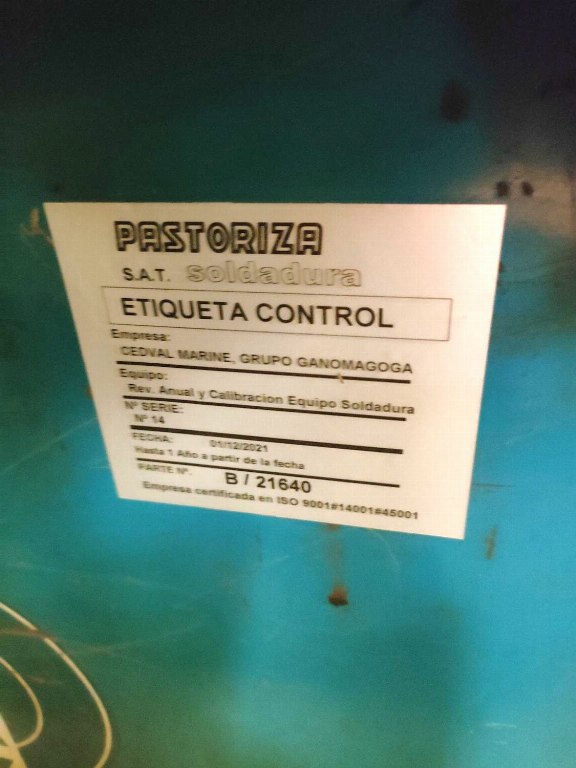 PASTORIZA
S.A.T. soldadura
ETIQUETA CONTROL
Empresa:
CEDVAL MARINE, GRUPO GANOMAGOGA
Equipo:
Rev. Anual y Calibracion Equipo Soldadura
Nº SERIE:
Nº 14
FECHA: 01/12/2021
Hasta 1 Año a partir de la fecha
PARTE Nº. B / 21640
Empresa certificada en ISO 9001#14001#45001